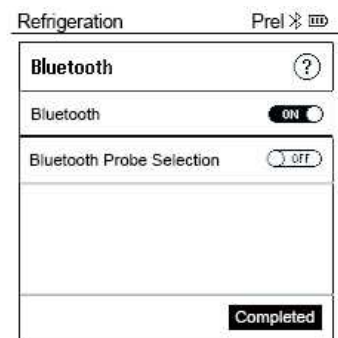 Refrigeration Prel
Bluetooth ?
Bluetooth ON
Bluetooth Probe Selection OFF
Completed